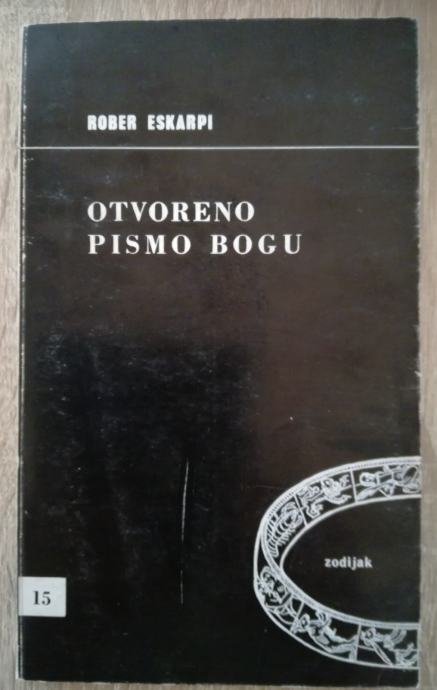 ROBER ESKARPI
OTVORENO
PISMO BOGU
zodijak
15